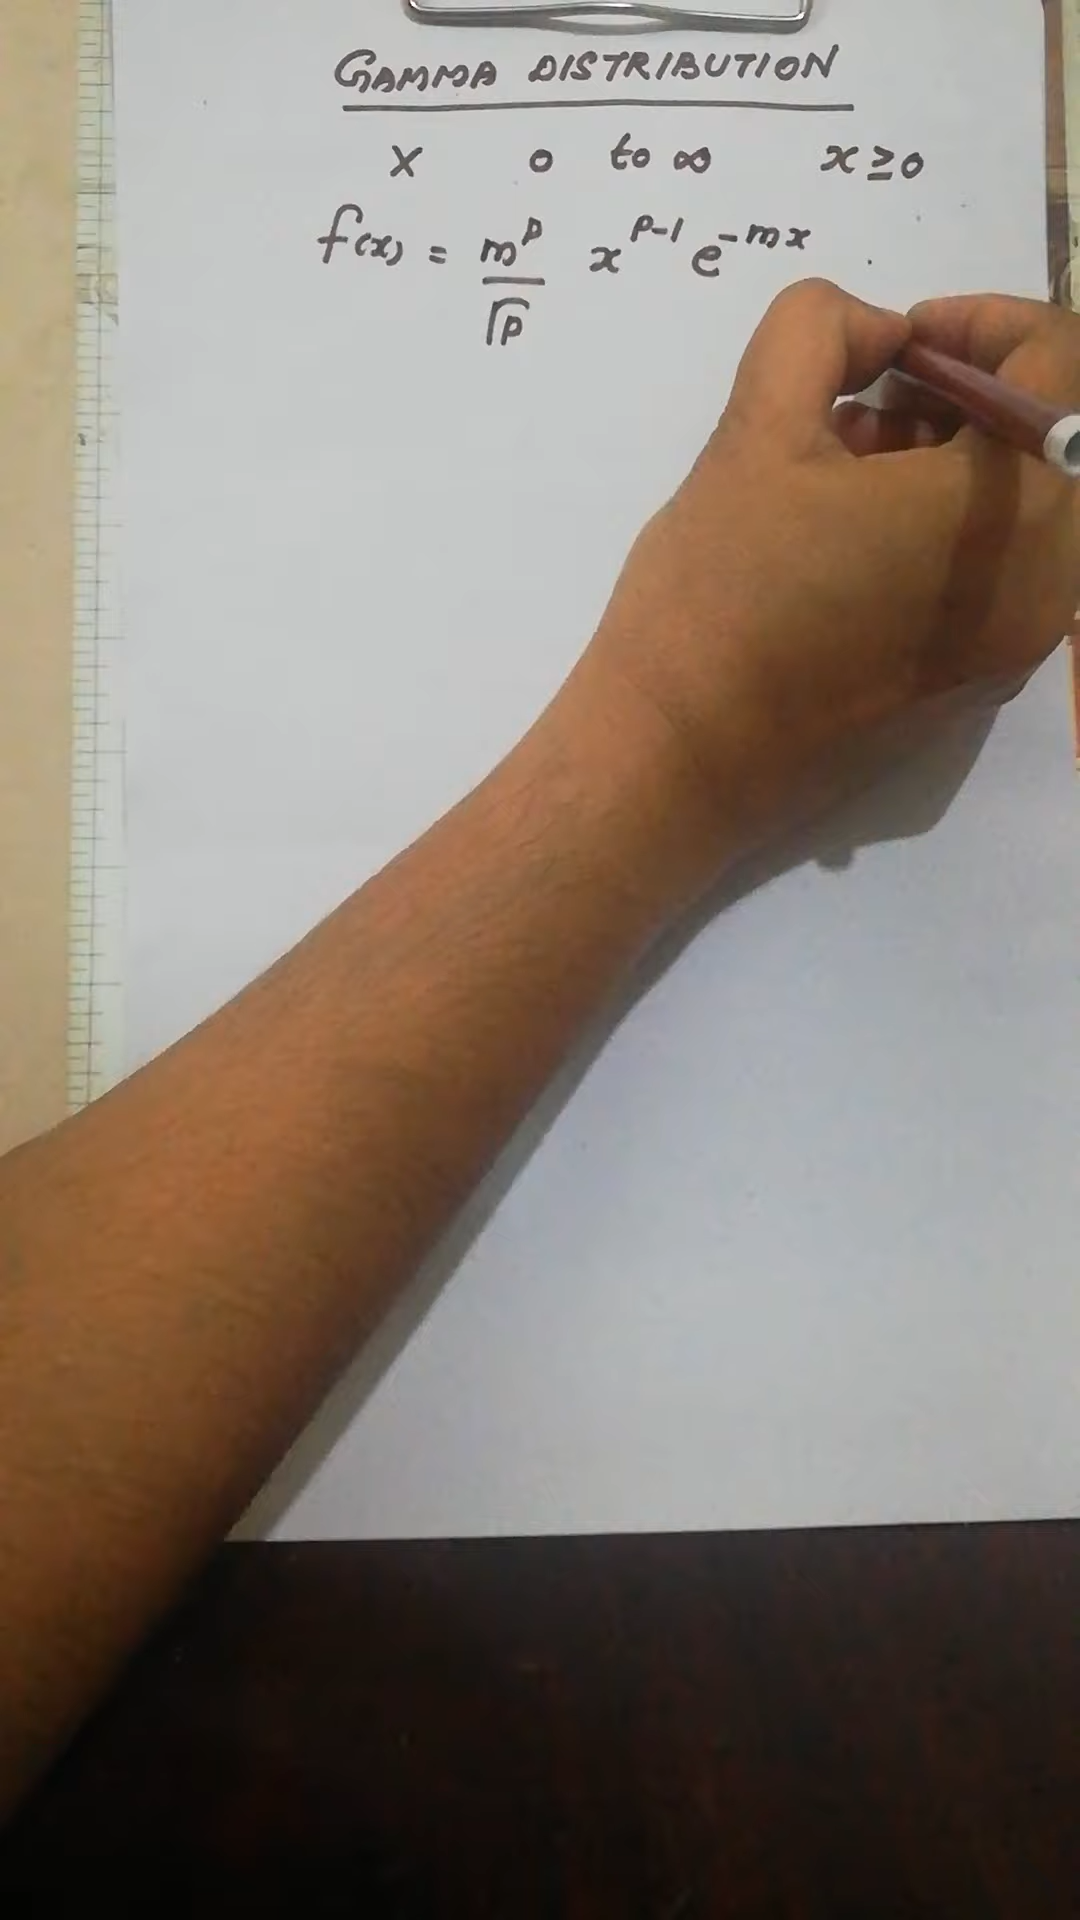 GAMMA DISTRIBUTION
X 0 to ∞ x ≥ 0
f(x) = m^p / Γp x^p-1 e^-mx